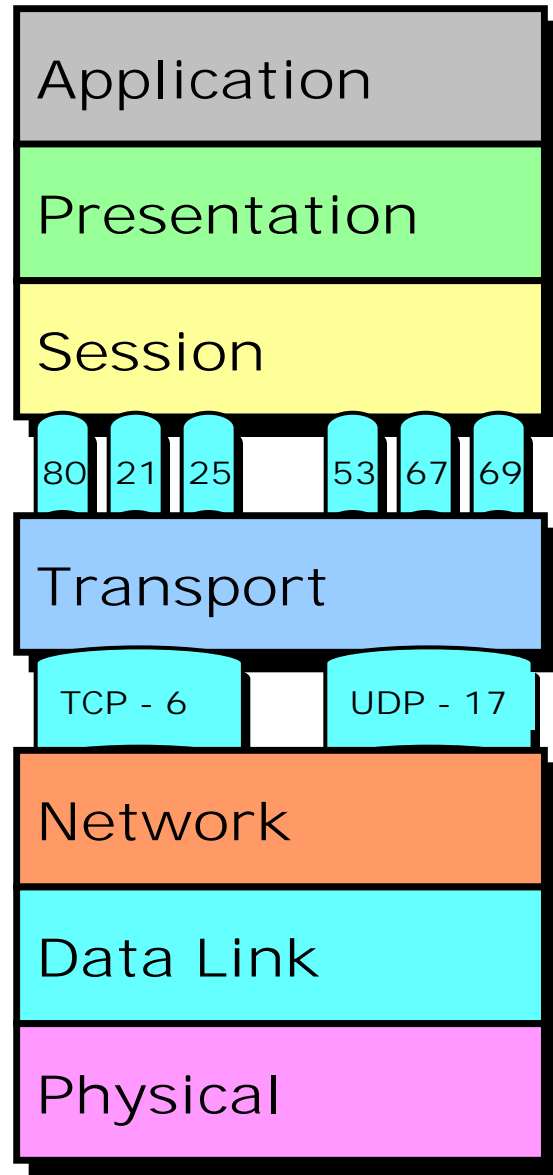 Application
Presentation
Session
80 21 25 53 67 69
Transport
TCP - 6 UDP - 17
Network
Data Link
Physical